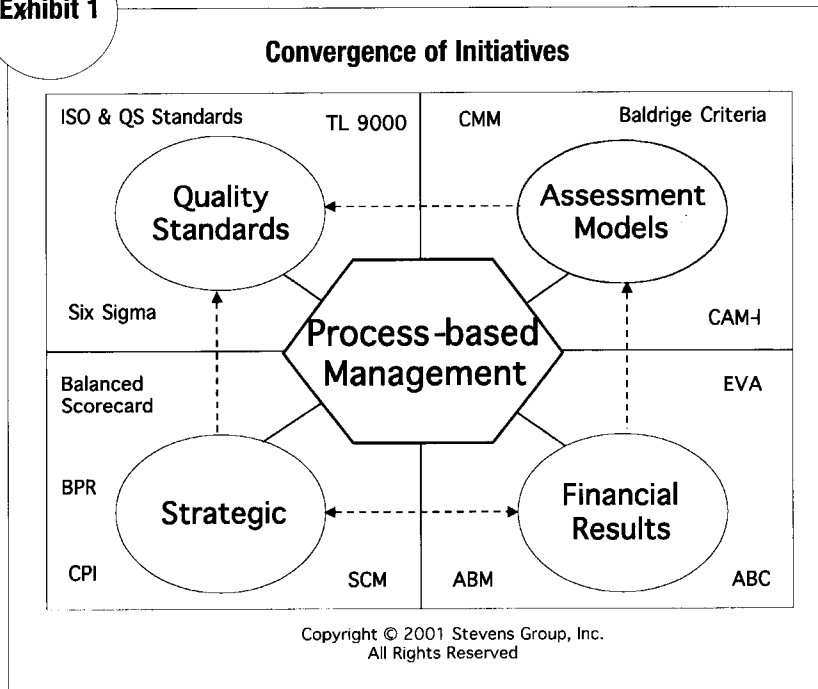 Exhibit 1
Convergence of Initiatives
ISO & QS Standards
TL 9000
CMM
Baldrige Criteria
Quality
Standards
Assessment
Models
Six Sigma
CAM-I
Process-based
Management
Balanced
Scorecard
EVA
BPR
Strategic
Financial
Results
CPI
SCM
ABM
ABC
Copyright © 2001 Stevens Group, Inc.
All Rights Reserved